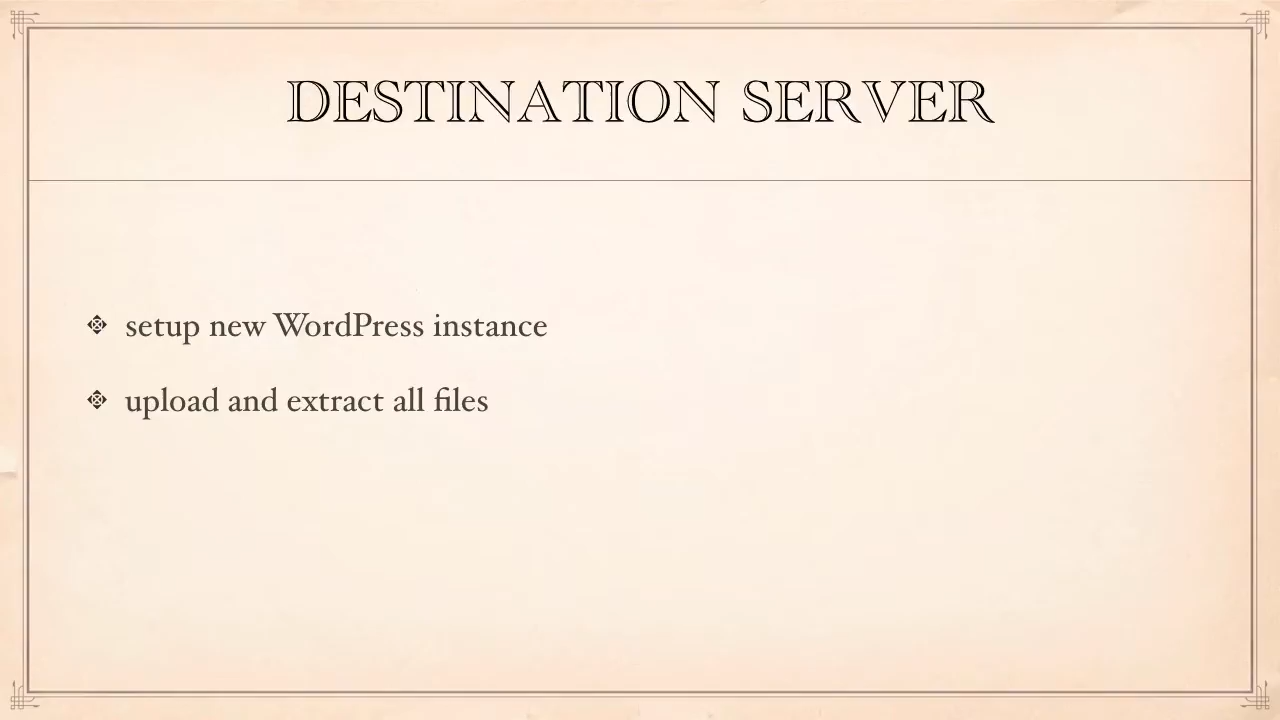 DESTINATION SERVER
setup new WordPress instance
upload and extract all files